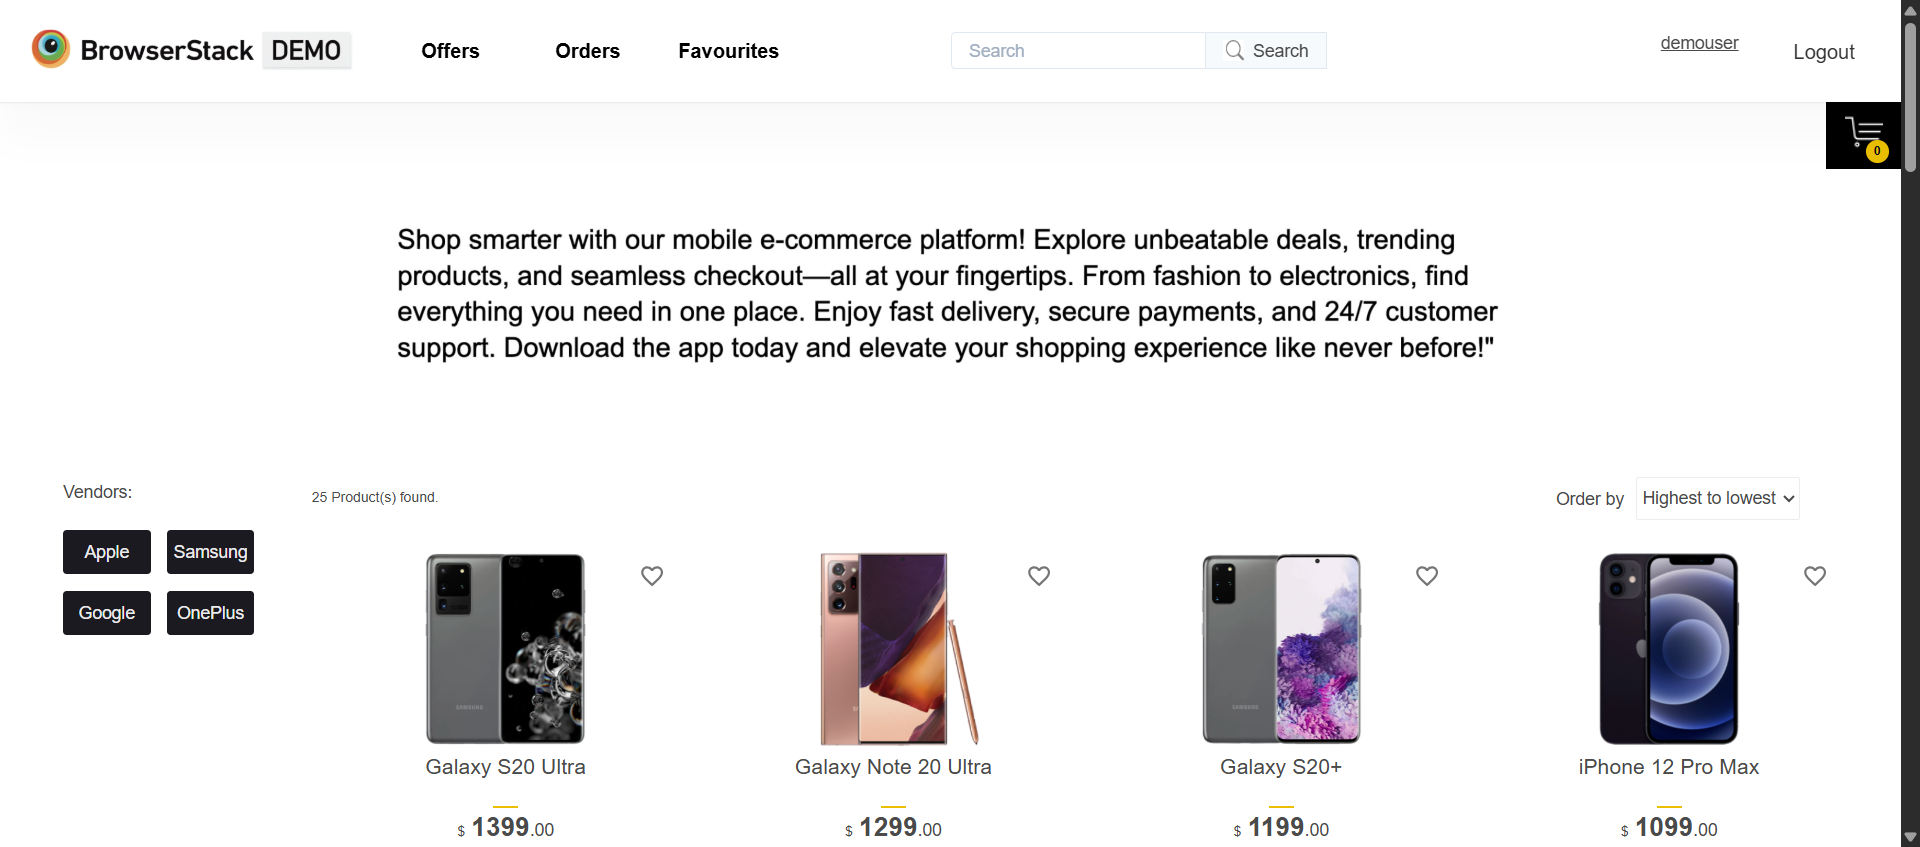 BrowserStack DEMO
Offers
Orders
Favourites
Search
Search
demouser
Logout
0
Shop smarter with our mobile e-commerce platform! Explore unbeatable deals, trending
products, and seamless checkout—all at your fingertips. From fashion to electronics, find
everything you need in one place. Enjoy fast delivery, secure payments, and 24/7 customer
support. Download the app today and elevate your shopping experience like never before!"
Vendors:
Apple
Samsung
Google
OnePlus
25 Product(s) found.
Order by
Highest to lowest
SAMSUNG
SAMSUNG
Galaxy S20 Ultra
Galaxy Note 20 Ultra
Galaxy S20+
iPhone 12 Pro Max
$ 1399.00
$ 1299.00
$ 1199.00
$ 1099.00